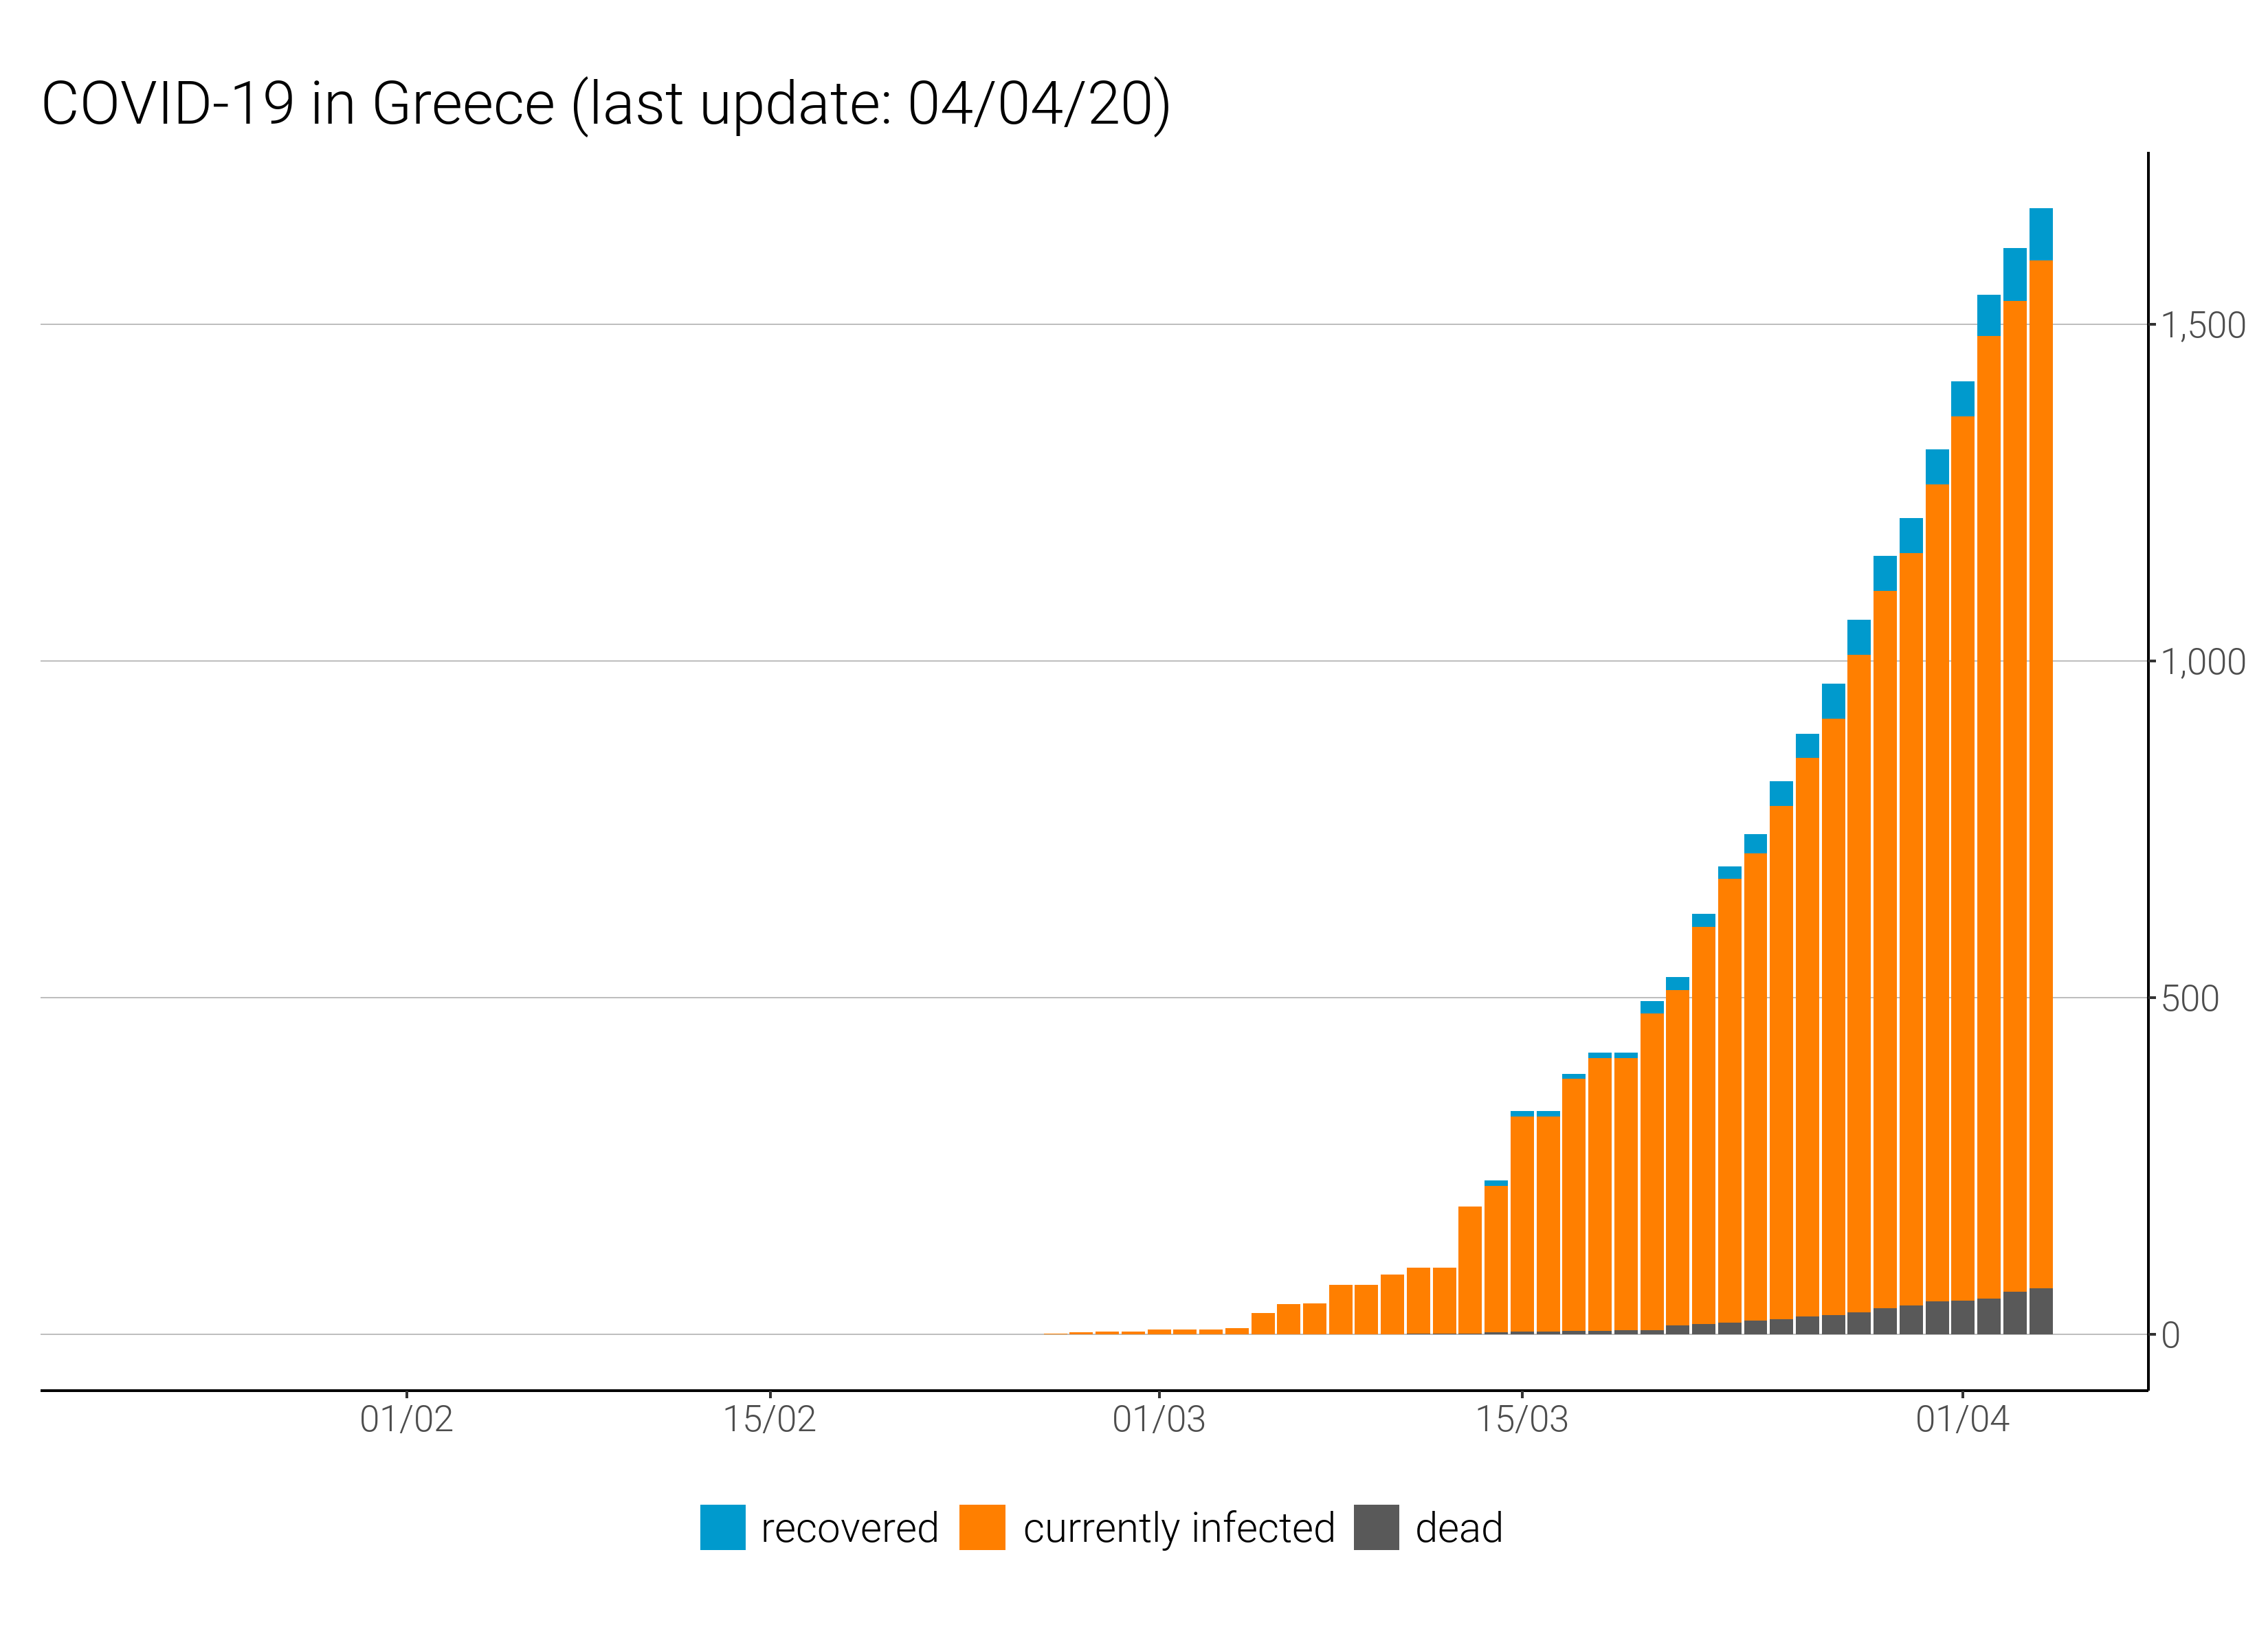 COVID-19 in Greece (last update: 04/04/20)
1,500
1,000
500
0
01/02 15/02 01/03 15/03 01/04
recovered currently infected dead